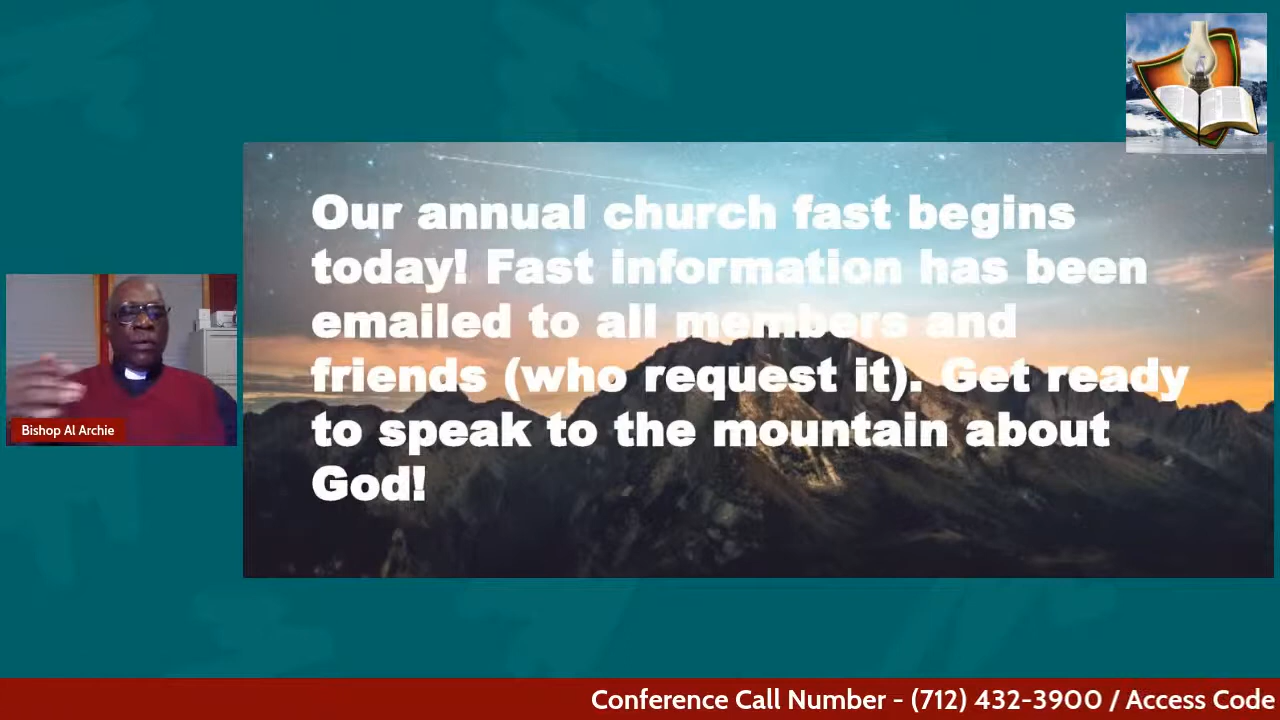 Our annual church fast begins
today! Fast information has been
emailed to all members and
friends (who request it). Get ready
to speak to the mountain about
God!
Bishop Al Archie
Conference Call Number - (712) 432-3900 / Access Code